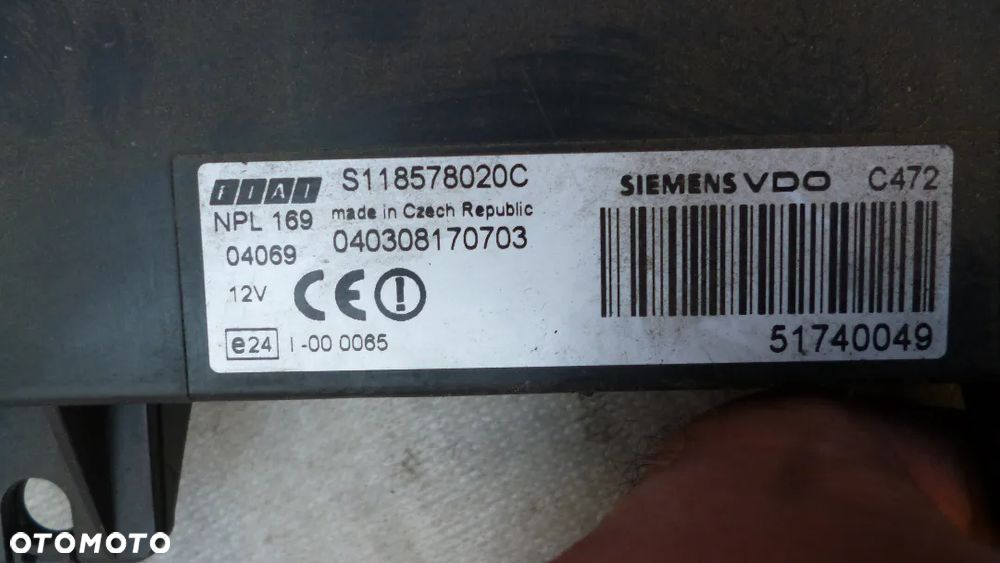 FIAT S118578020C SIEMENS VDO C472
NPL 169 made in Czech Republic
04069 040308170703
12V CE
e24 I -00 0065
51740049
OTOMOTO